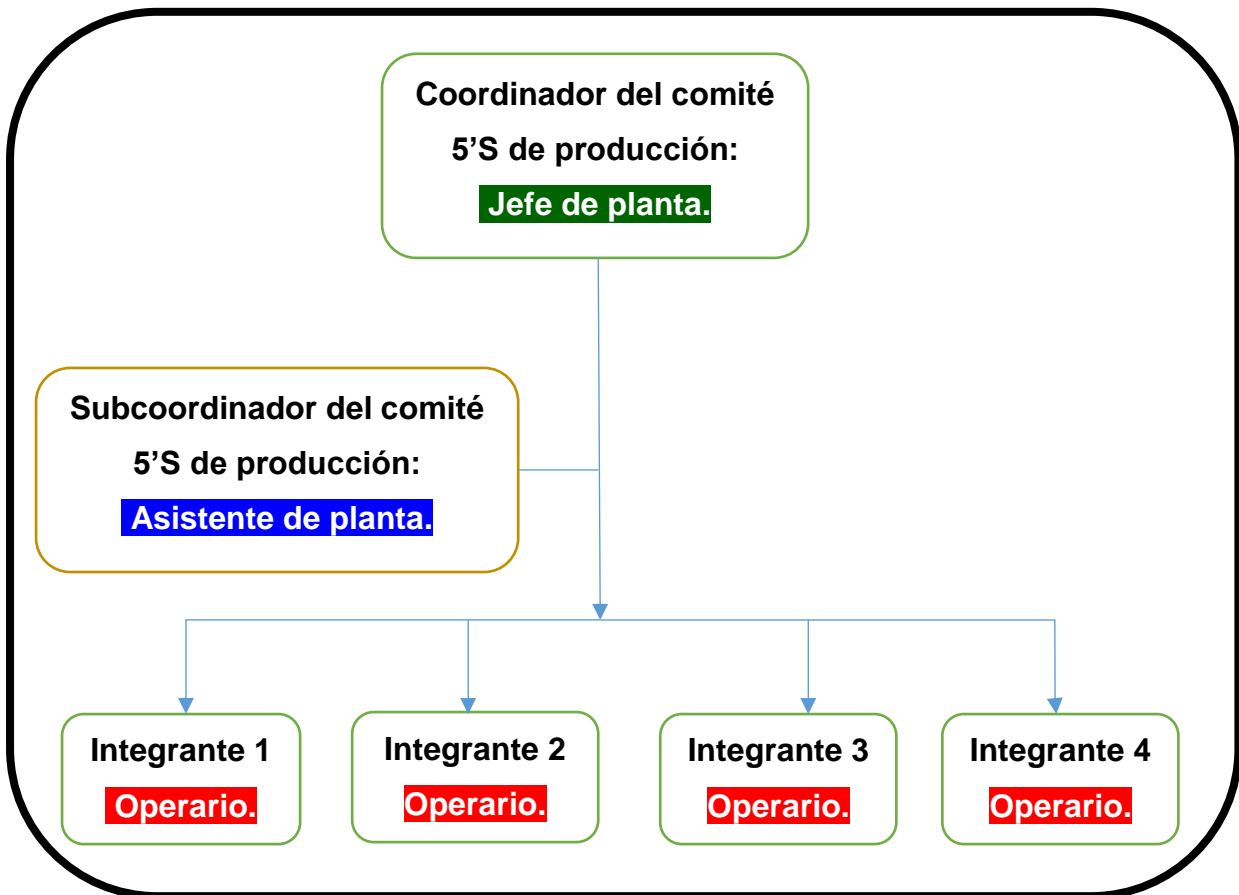 Coordinador del comité
5’S de producción:
Jefe de planta.
Subcoordinador del comité
5’S de producción:
Asistente de planta.
Integrante 1
Operario.
Integrante 2
Operario.
Integrante 3
Operario.
Integrante 4
Operario.